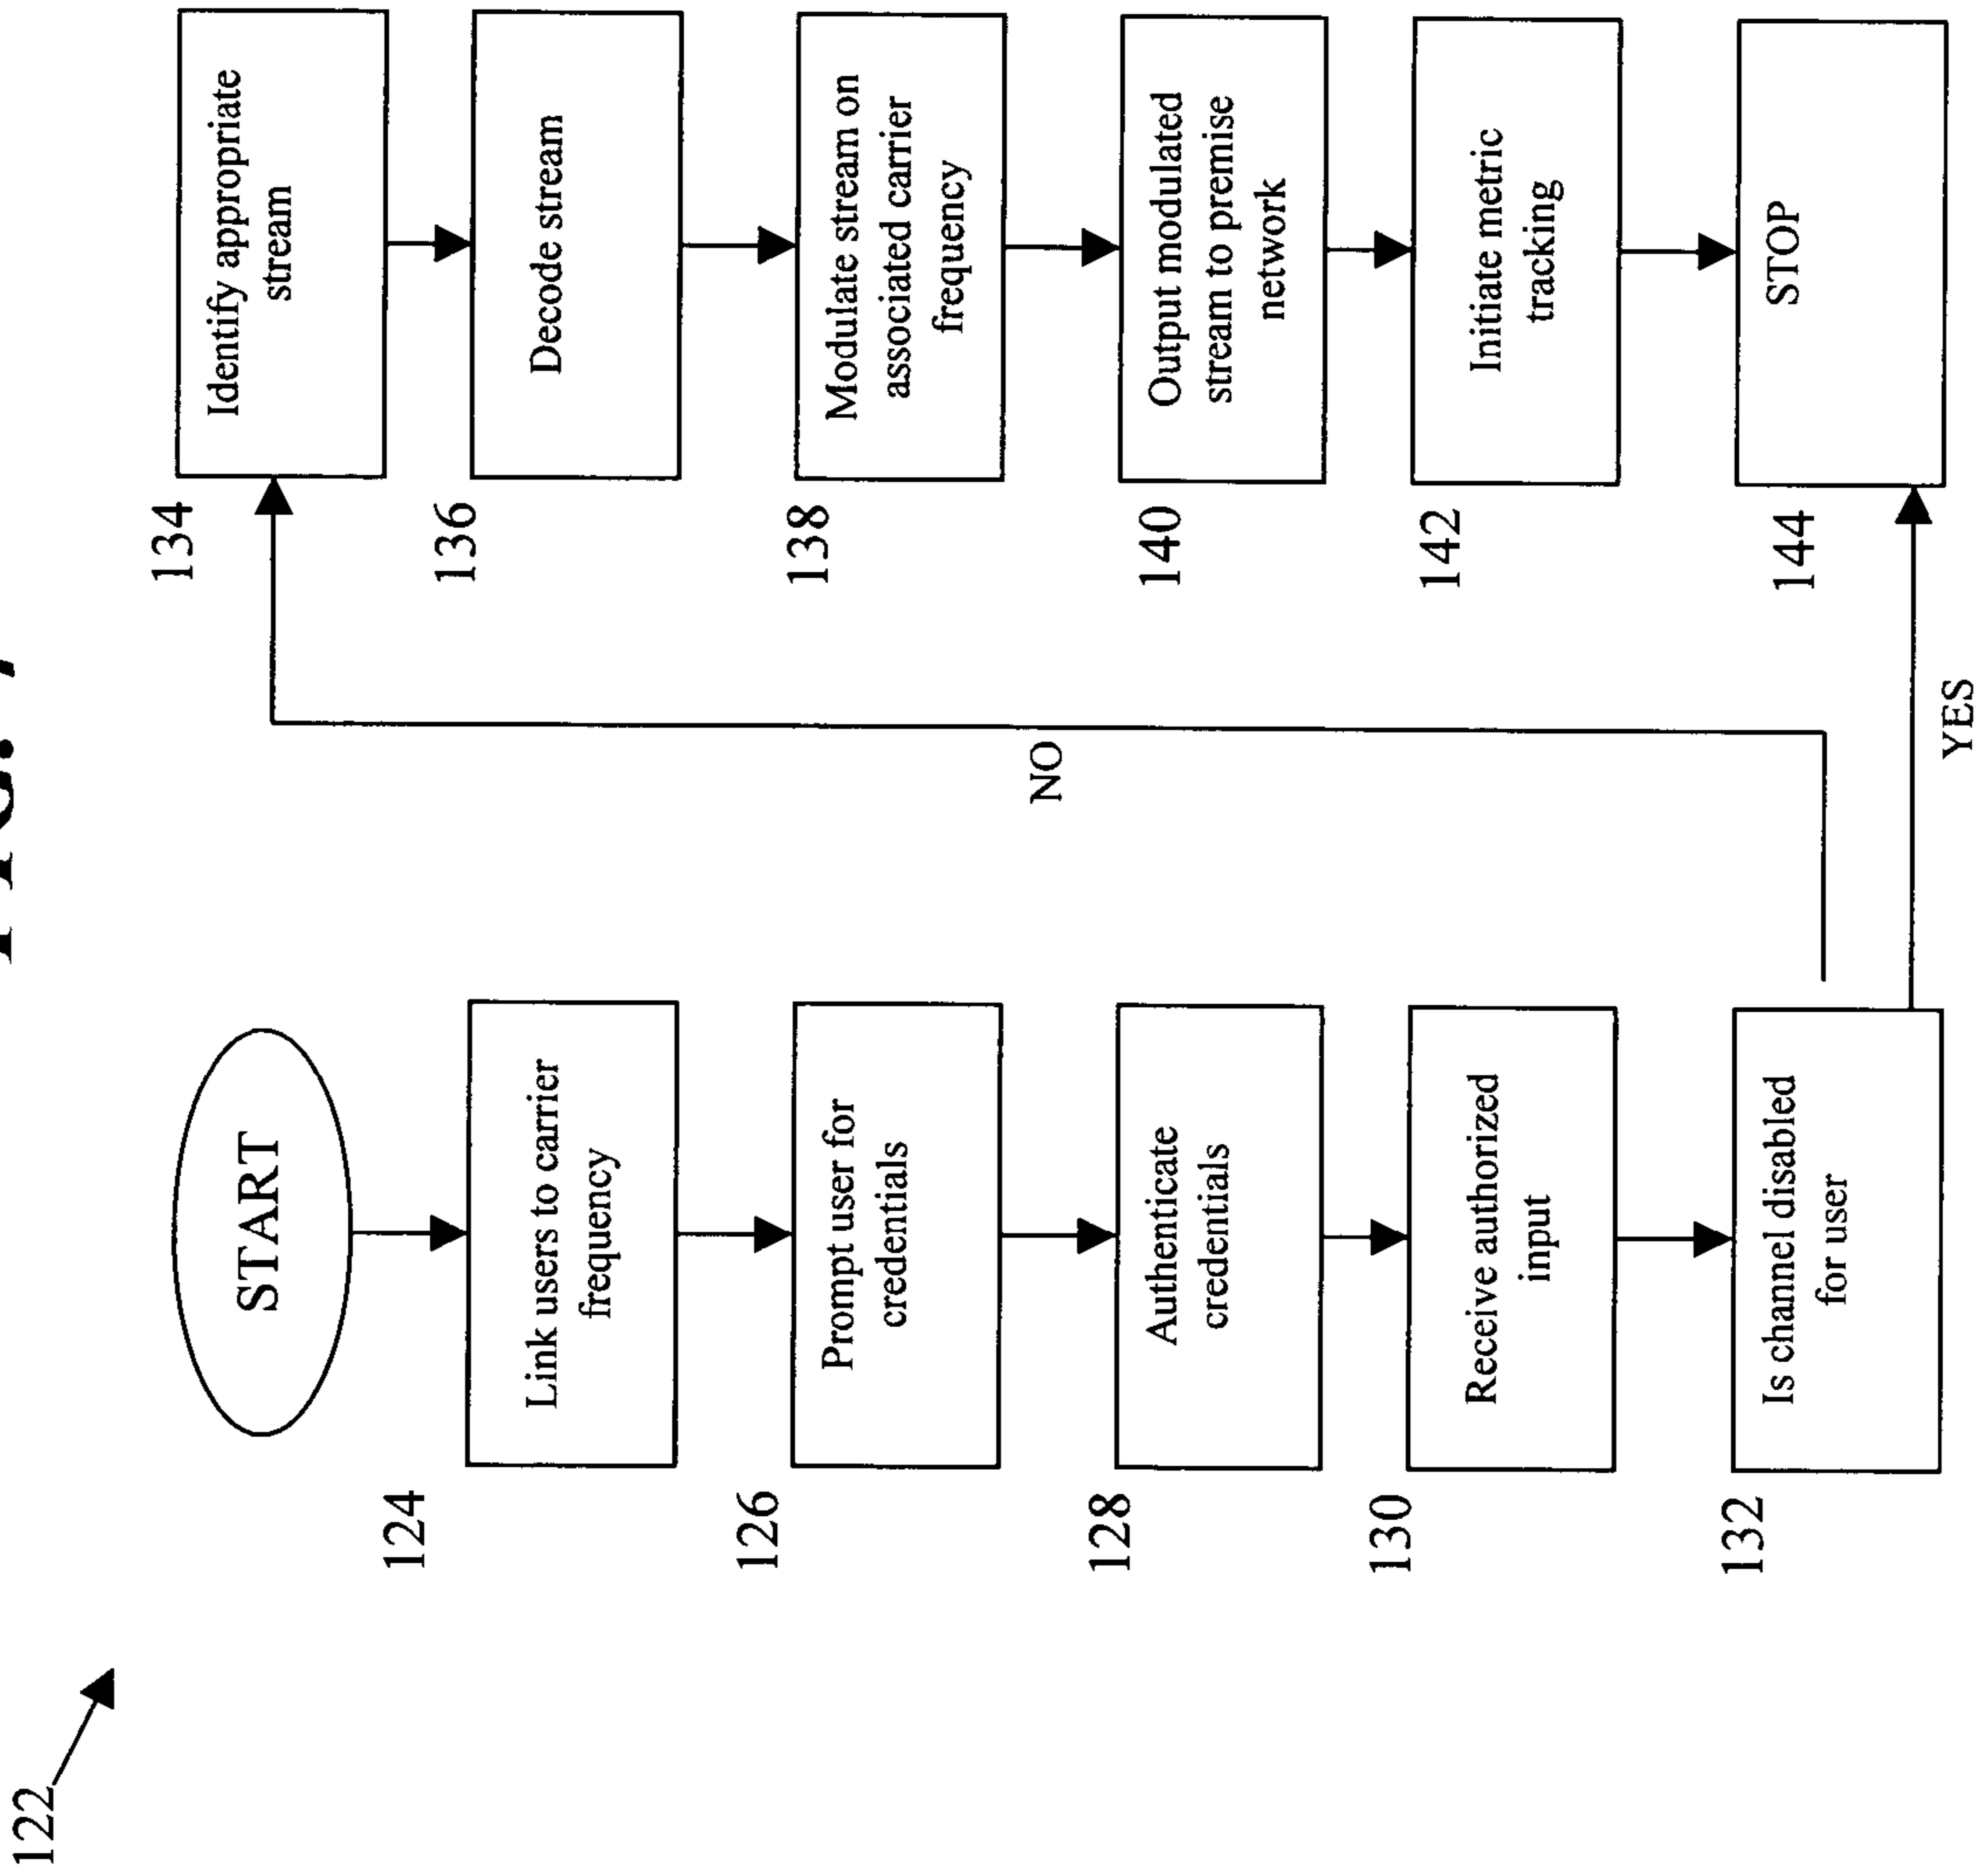 122
START
124
Link users to carrier
frequency
126
Prompt user for
credentials
128
Authenticate
credentials
130
Receive authorized
input
132
Is channel disabled
for user
NO
YES
134
Identify appropriate
stream
136
Decode stream
138
Modulate stream on
associated carrier
frequency
140
Output modulated
stream to premise
network
142
Initiate metric
tracking
144
STOP